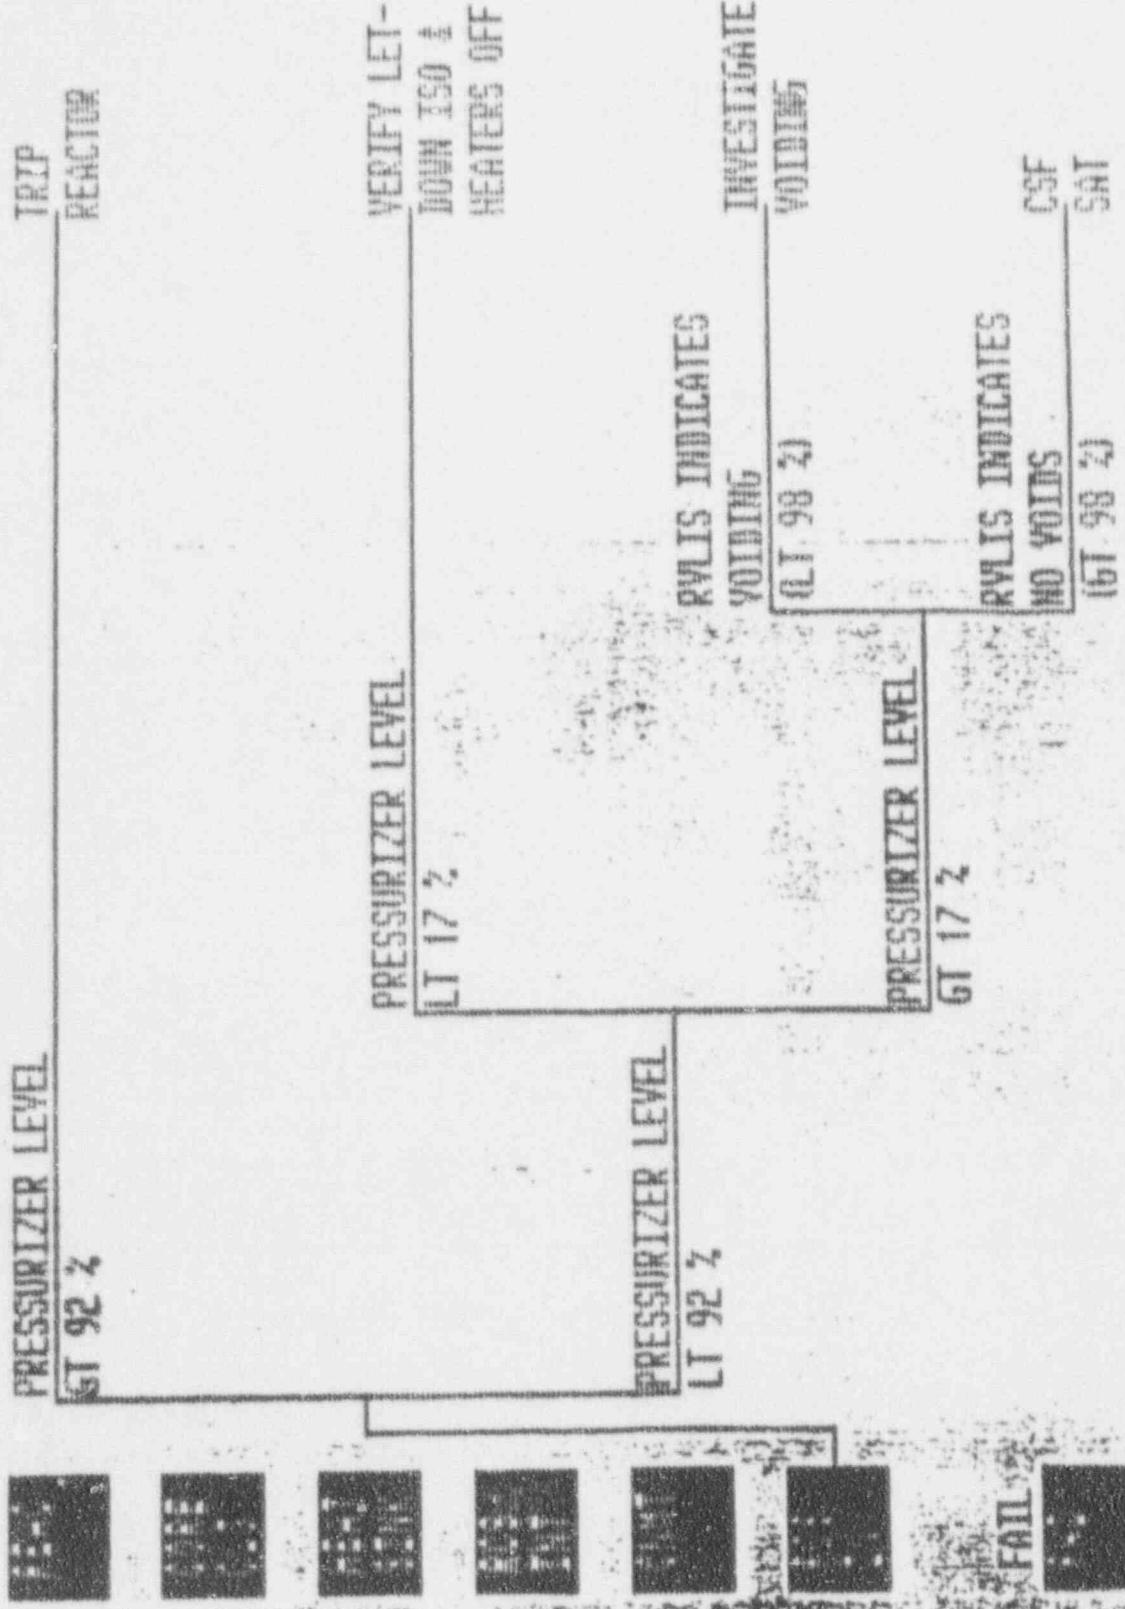 PRESSURIZER LEVEL
GT 92 %
TRIP
REACTOR
PRESSURIZER LEVEL
LT 17 %
VERIFY LET-
DOWN ISO &
HEATERS OFF
PRESSURIZER LEVEL
LT 92 %
RVLIS INDICATES
VOIDING
(LT 98 %)
INVESTIGATE
VOIDING
PRESSURIZER LEVEL
GT 17 %
RVLIS INDICATES
NO VOIDS
(GT 98 %)
CSF
SAT
FAIL